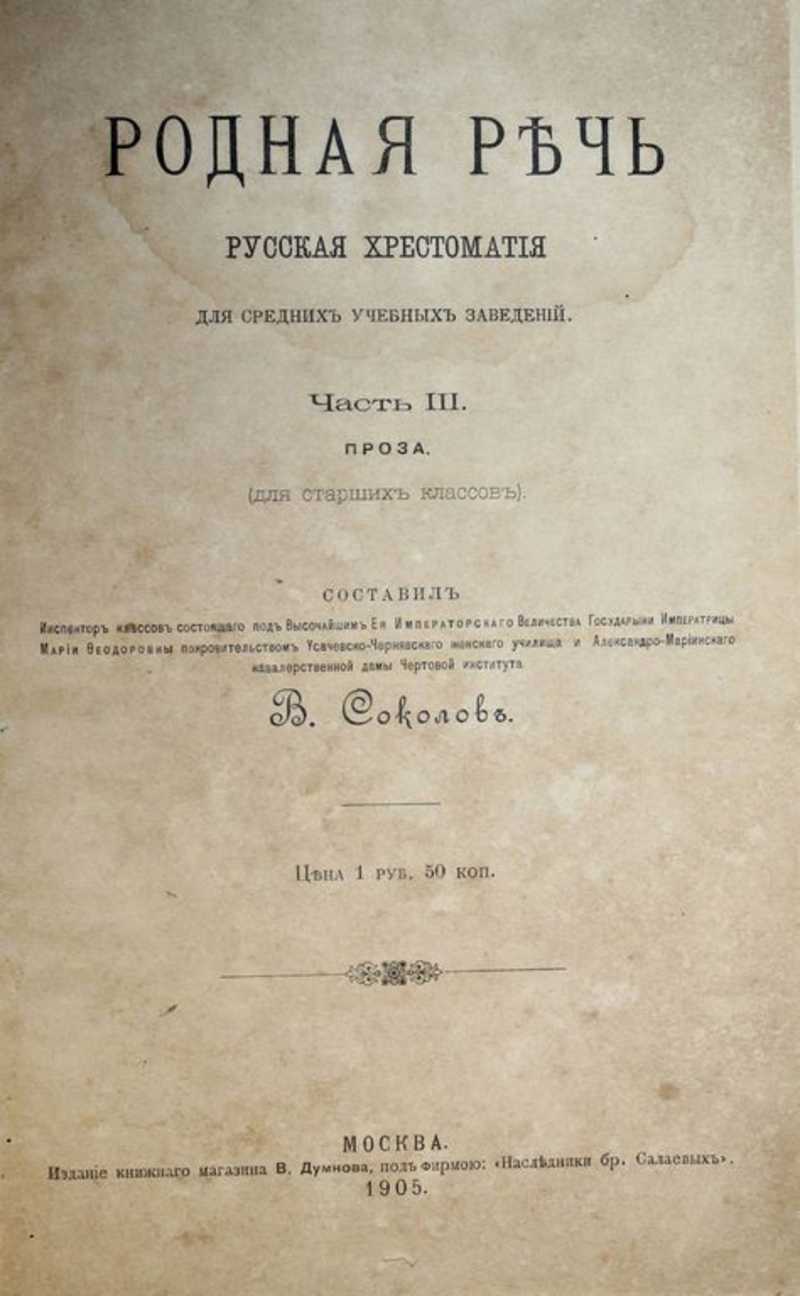 РОДНАЯ РѢЧЬ
РУССКАЯ ХРЕСТОМАТІЯ
ДЛЯ СРЕДНИХЪ УЧЕБНЫХЪ ЗАВЕДЕНІЙ.
Часть III.
ПРОЗА.
(для старшихъ классовъ).
СОСТАВИЛЪ
Инспекторъ классовъ состоящаго подъ Высочайшимъ Ея Императорскаго Величества Государыни Императрицы
Маріи Ѳеодоровны покровительствомъ Усачевско-Чернявскаго женскаго училища и Александро-Маріинскаго
кавалерственной дамы Чертовой института
В. Соколовъ.
Цѣна 1 руб. 50 коп.
МОСКВА.
Изданіе книжнаго магазина В. Думнова, подъ фирмою: «Наслѣдники бр. Салаевыхъ».
1905.